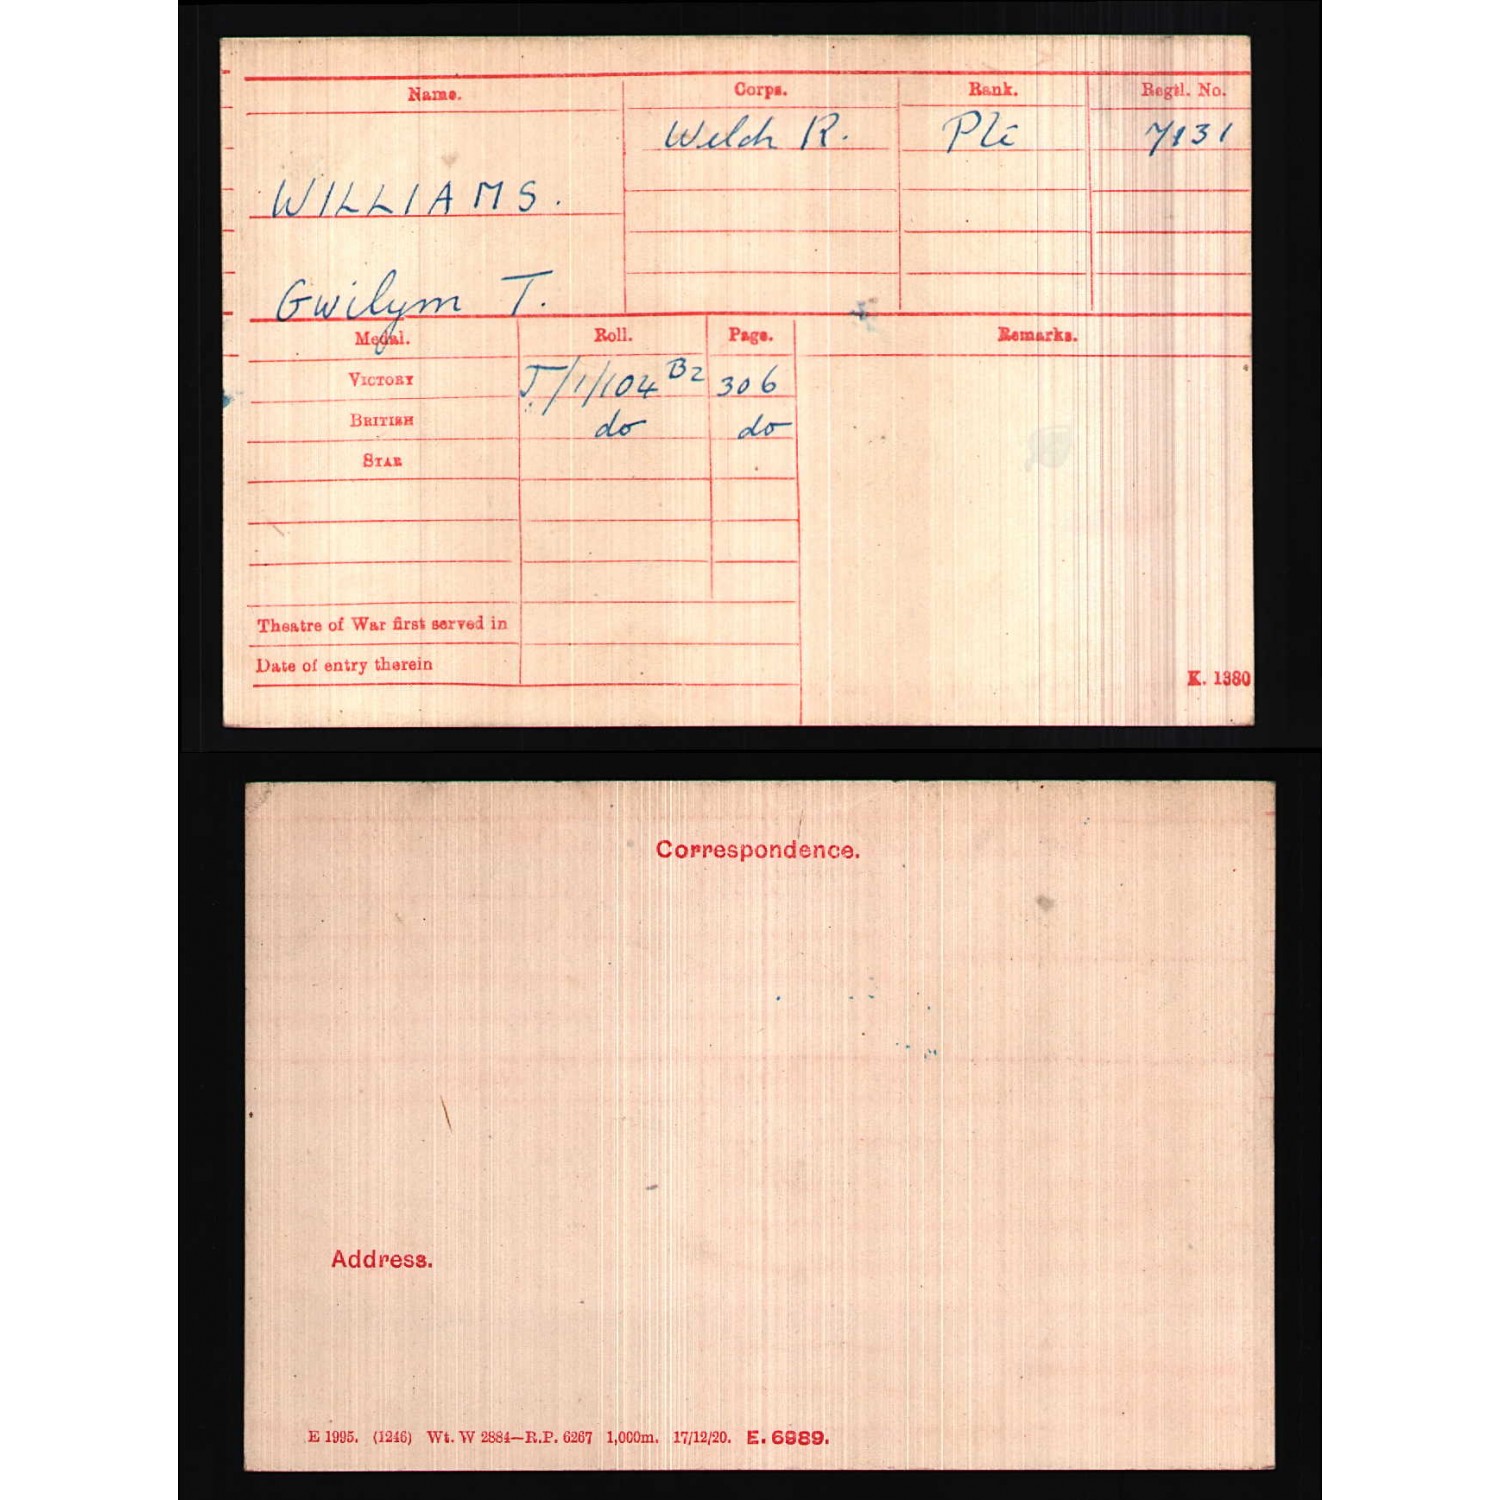 Name. Corps. Rank. Regtl. No.
Welch R. Pte 7131
WILLIAMS.
Gwilym T.
Medal. Roll. Page. Remarks.
VICTORY J/1/104 B2 306
BRITISH do do
STAR
Theatre of War first served in
Date of entry therein
K. 1380
Correspondence.
Address.
E 1995. (1246) Wt. W 2884—R.P. 6267 1,000m. 17/12/20. E. 6989.